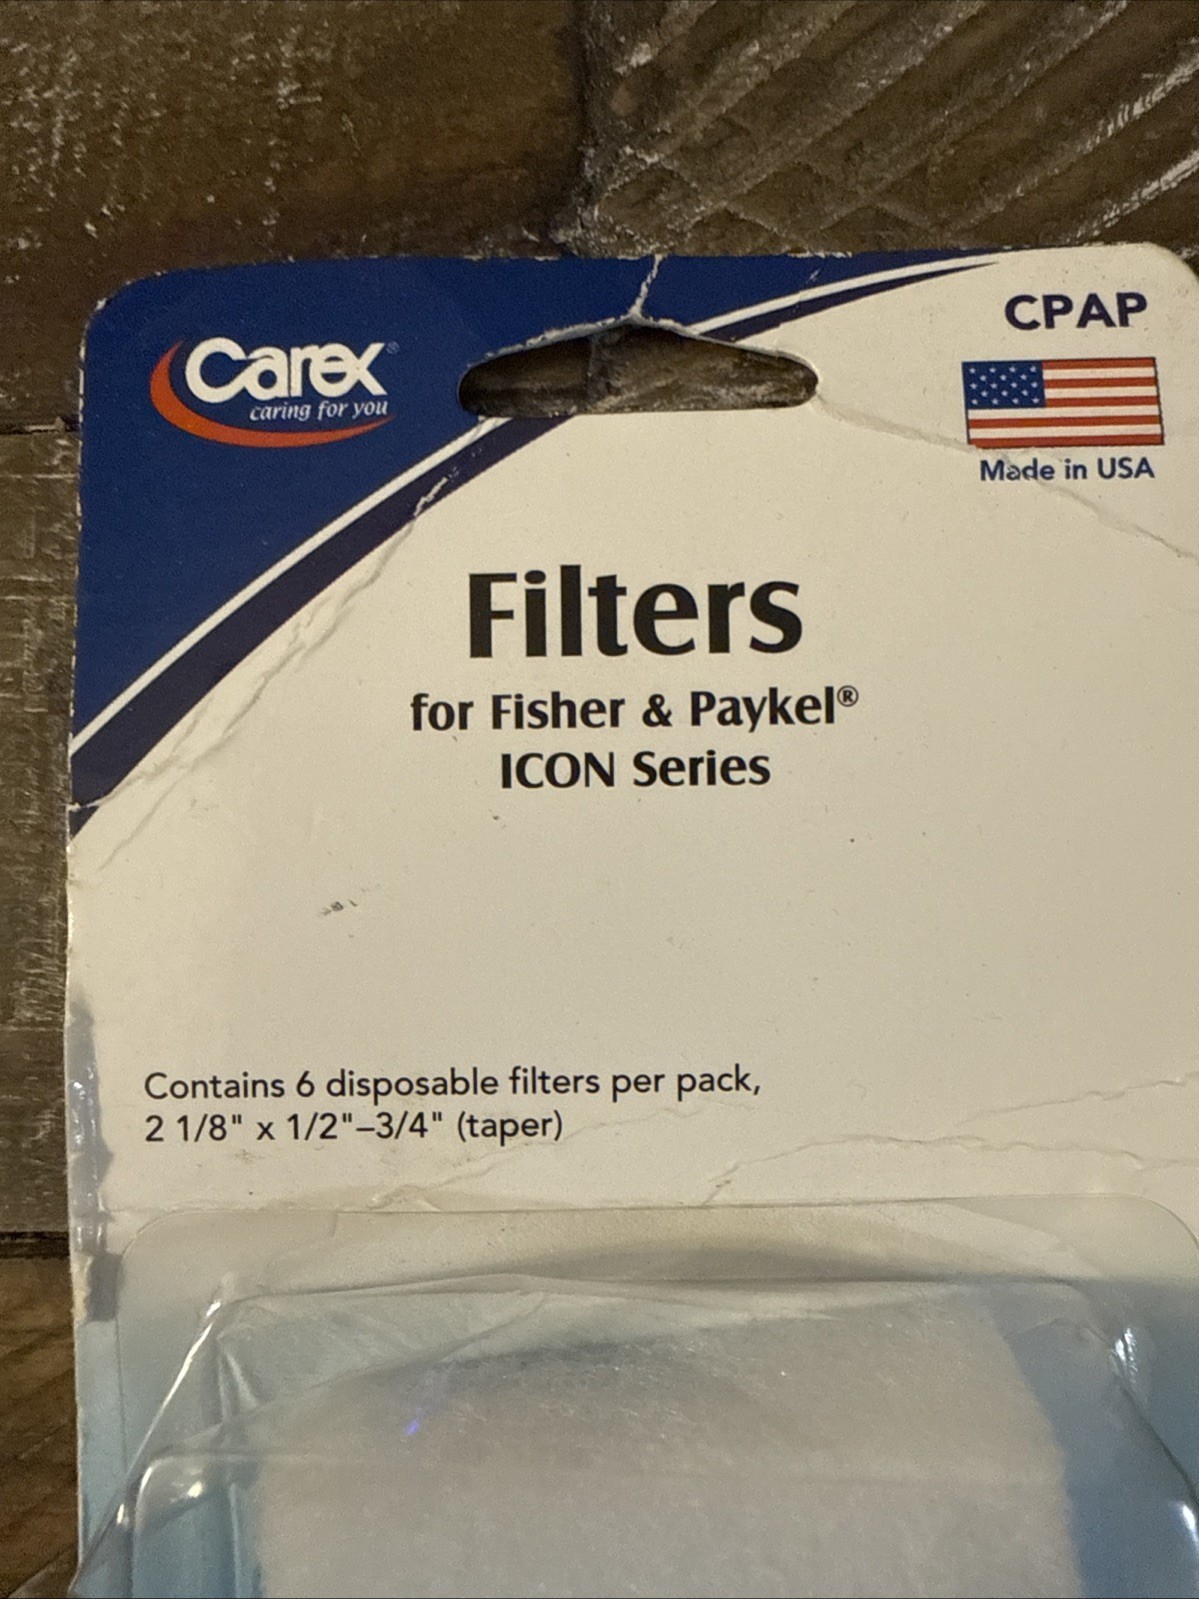 Carex®
caring for you
CPAP
Made in USA
Filters
for Fisher & Paykel®
ICON Series
Contains 6 disposable filters per pack,
2 1/8" x 1/2"–3/4" (taper)